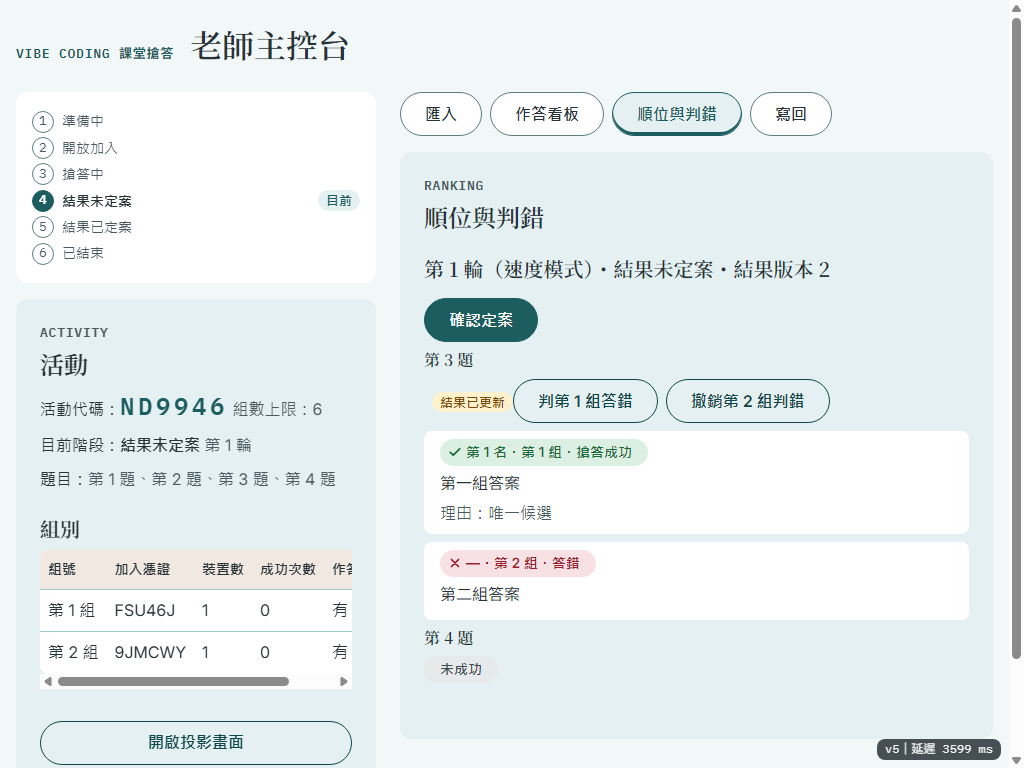 VIBE CODING 課堂搶答 老師主控台
1 準備中
2 開放加入
3 搶答中
4 結果未定案 目前
5 結果已定案
6 已結束
ACTIVITY
活動
活動代碼：ND9946 組數上限：6
目前階段：結果未定案 第 1 輪
題目：第 1 題、第 2 題、第 3 題、第 4 題
組別
組號 加入憑證 裝置數 成功次數
第 1 組 FSU46J 1 0 有
第 2 組 9JMCWY 1 0 有
開啟投影畫面
匯入 作答看板 順位與判錯 寫回
RANKING
順位與判錯
第 1 輪（速度模式）・結果未定案・結果版本 2
確認定案
第 3 題
結果已更新 判第 1 組答錯 撤銷第 2 組判錯
第 1 名・第 1 組・搶答成功
第一組答案
理由：唯一候選
—・第 2 組・答錯
第二組答案
第 4 題
未成功
v5｜延遲 3599 ms